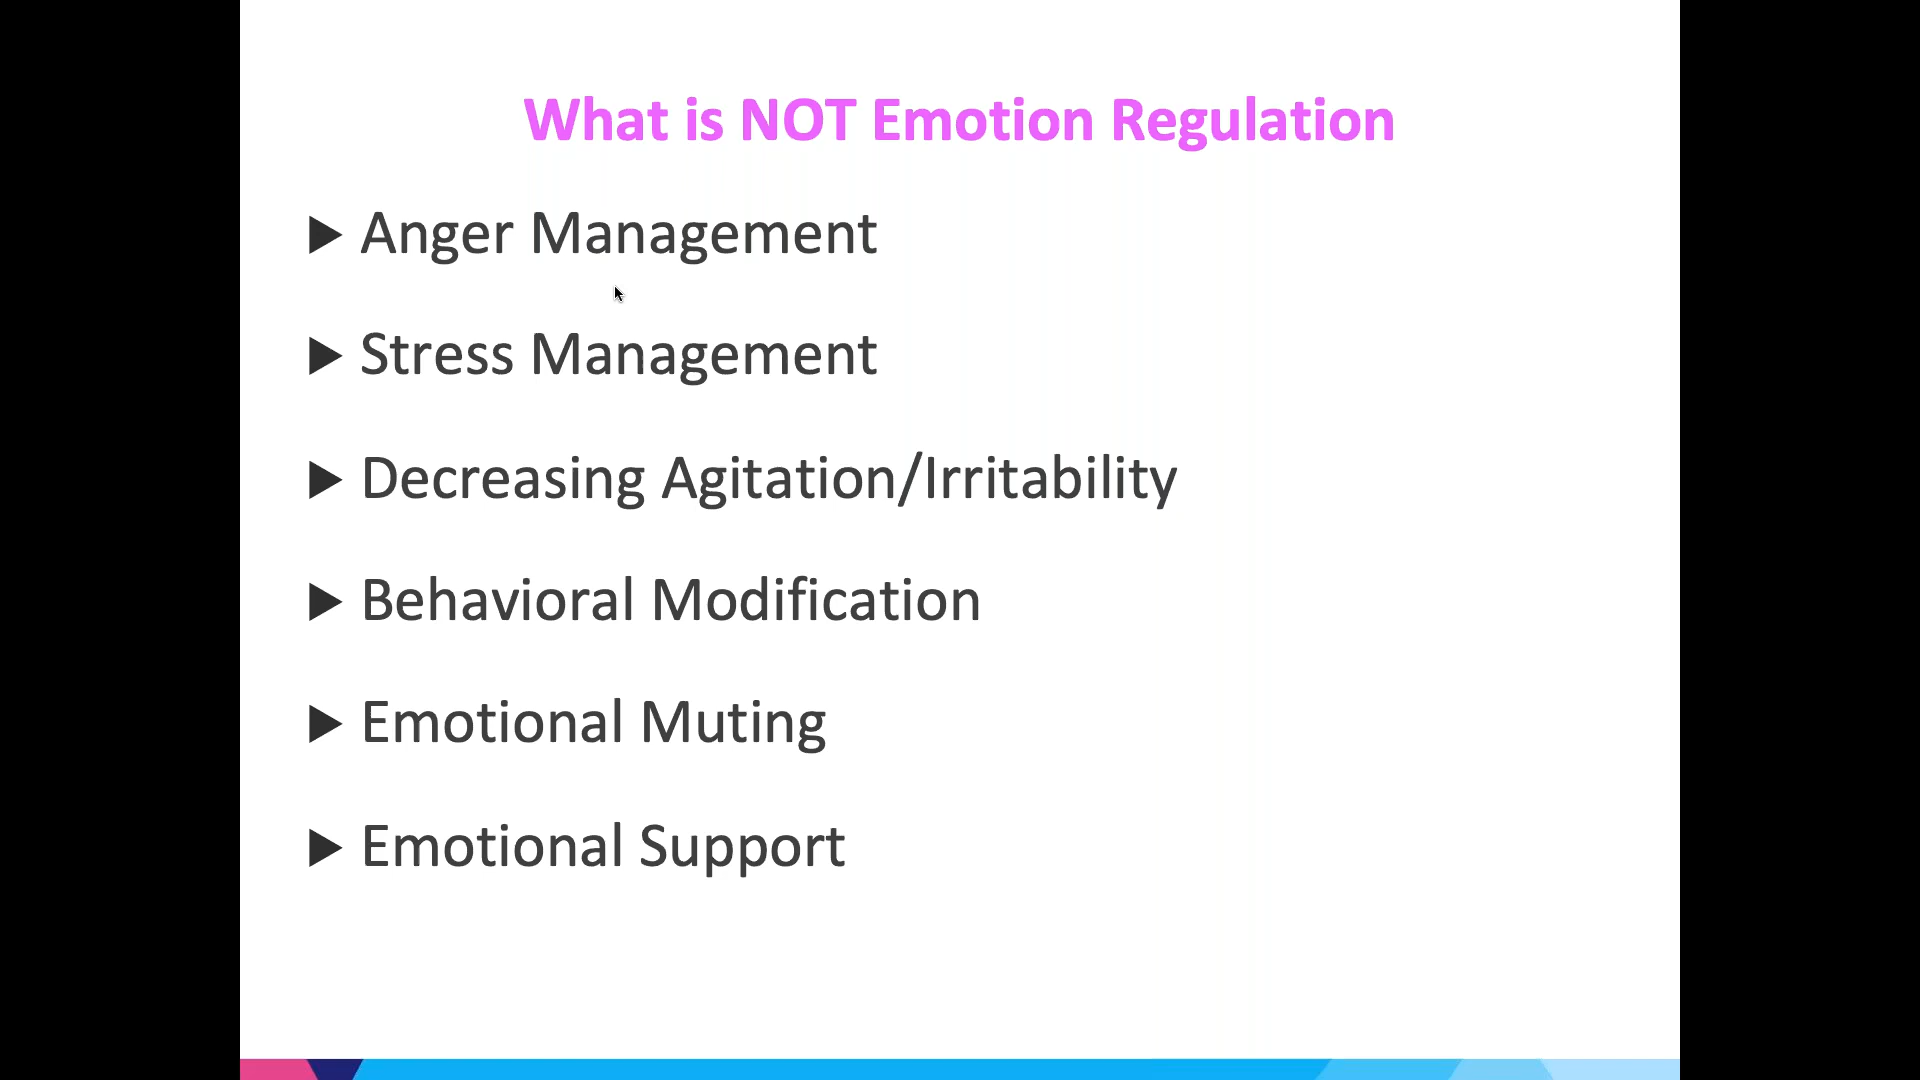 What is NOT Emotion Regulation
▶ Anger Management
▶ Stress Management
▶ Decreasing Agitation/Irritability
▶ Behavioral Modification
▶ Emotional Muting
▶ Emotional Support